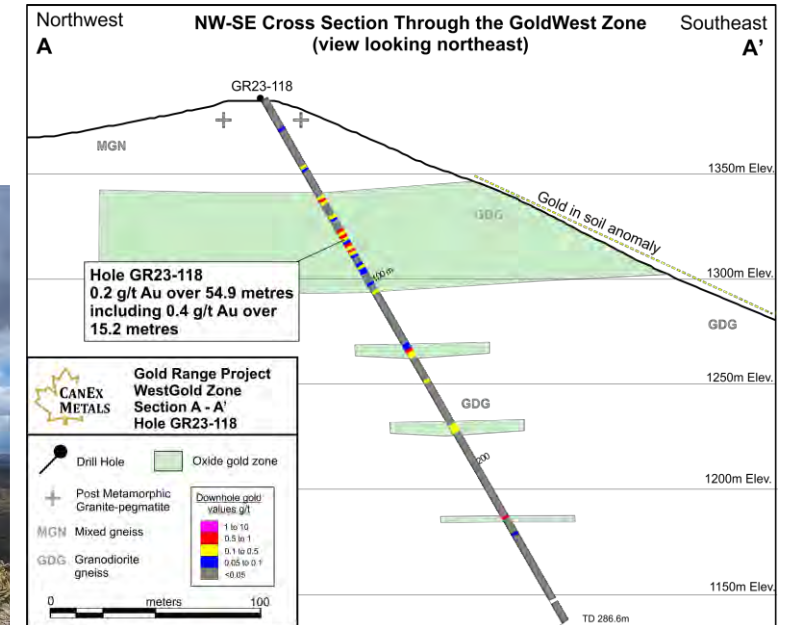 Northwest
NW-SE Cross Section Through the GoldWest Zone
Southeast
A
(view looking northeast)
A'
GR23-118
MGN
1350m Elev.
GDG
Gold in soil anomaly
Hole GR23-118
0.2 g/t Au over 54.9 metres
including 0.4 g/t Au over
15.2 metres
100 m
1300m Elev.
GDG
1250m Elev.
GDG
200
1200m Elev.
1150m Elev.
TD 286.6m
CANEX
METALS
Gold Range Project
WestGold Zone
Section A - A'
Hole GR23-118
Drill Hole
Oxide gold zone
Post Metamorphic
Granite-pegmatite
MGN Mixed gneiss
GDG Granodiorite
gneiss
Downhole gold
values g/t
1 to 10
0.5 to 1
0.1 to 0.5
0.05 to 0.1
<0.05
0 meters 100